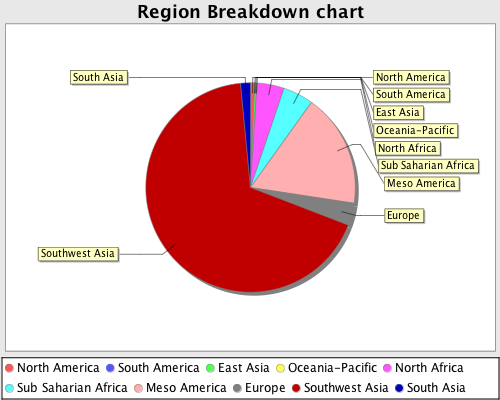 Region Breakdown chart
South Asia
North America
South America
East Asia
Oceania-Pacific
North Africa
Sub Saharian Africa
Meso America
Europe
Southwest Asia
North America South America East Asia Oceania-Pacific North Africa
Sub Saharian Africa Meso America Europe Southwest Asia South Asia